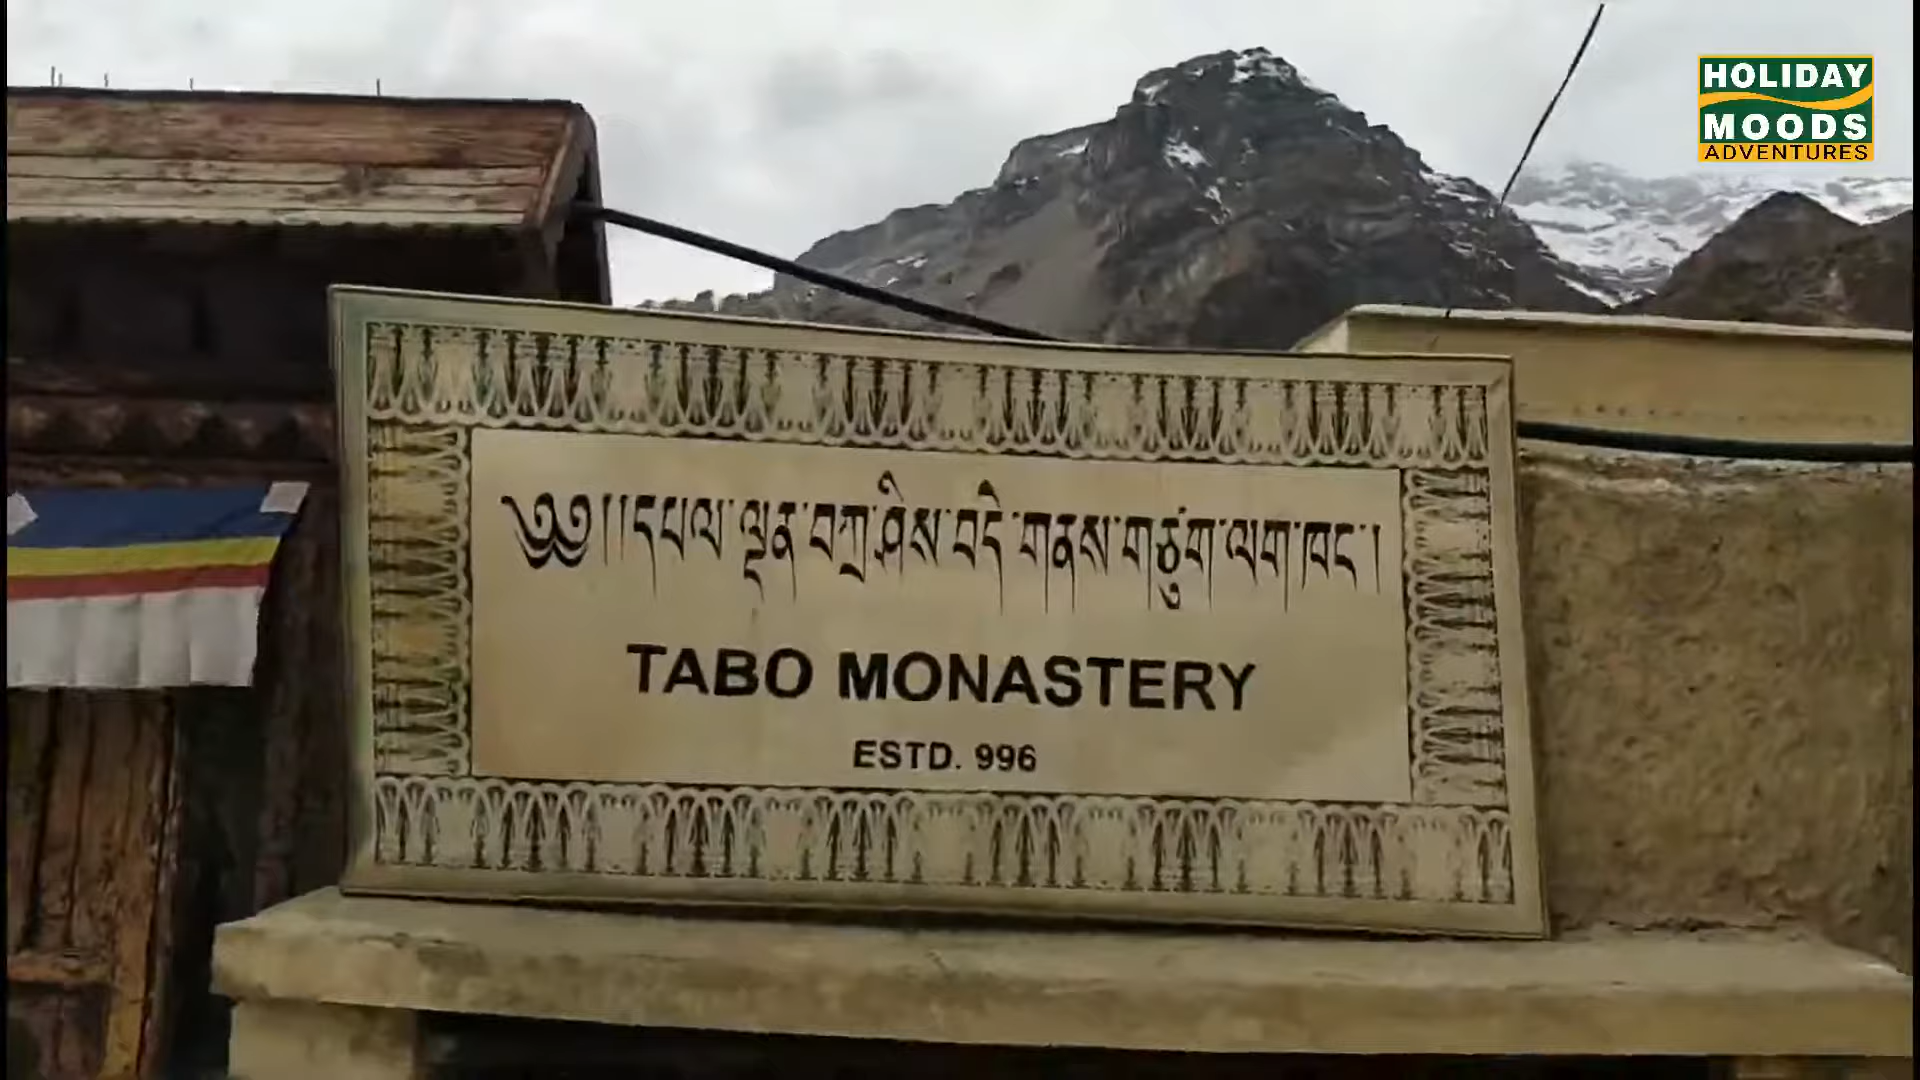 ༄༅།།དཔལ་ལྡན་བཀྲ་ཤིས་བདེ་གནས་གཙུག་ལག་ཁང་།
TABO MONASTERY
ESTD. 996
HOLIDAY
MOODS
ADVENTURES